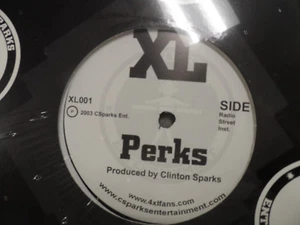 XL
XL001
SIDE
℗ 2003 CSparks Ent.
Radio
Street
Inst.
Perks
Produced by Clinton Sparks
www.4xlfans.com
csparksentertainment.com